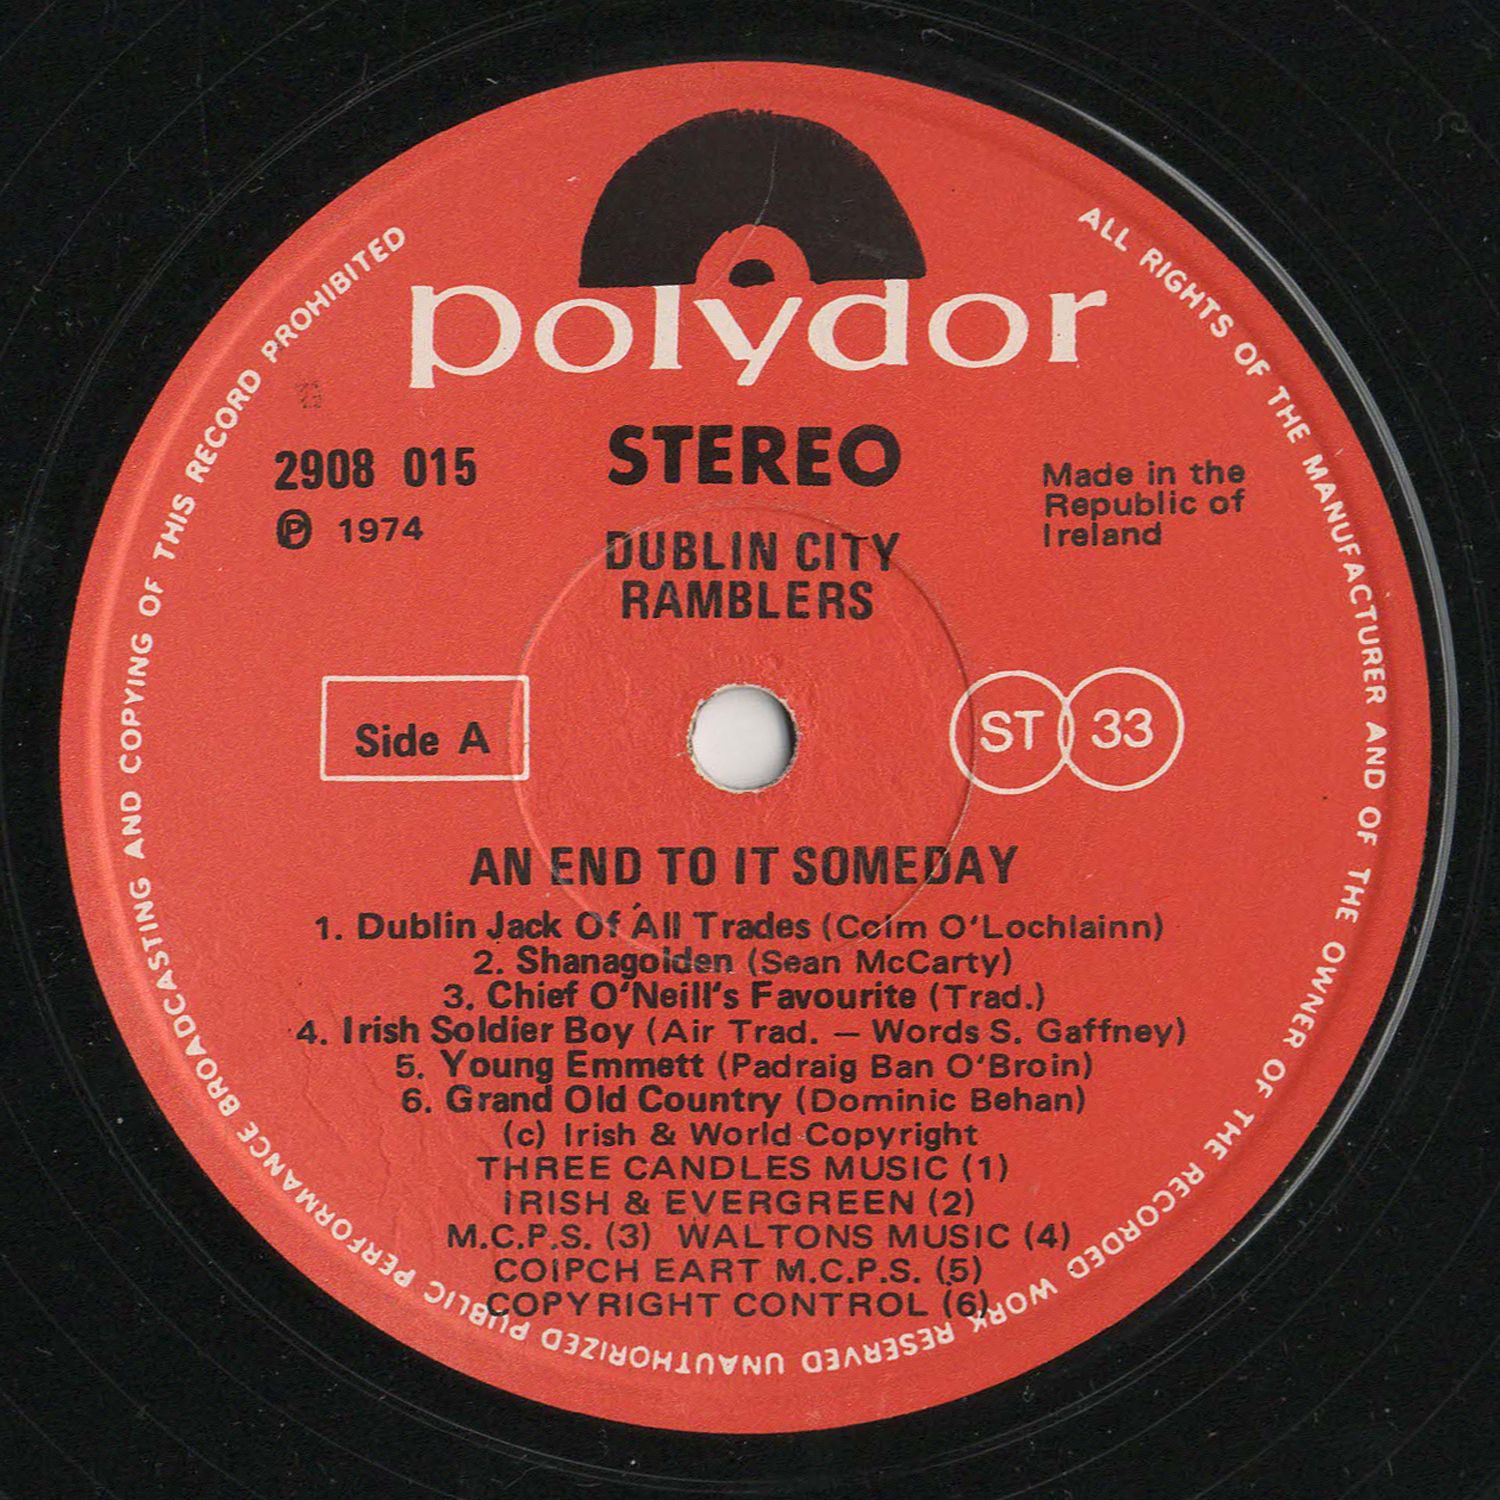 polydor
BROADCASTING AND COPYING OF THIS RECORD PROHIBITED
ALL RIGHTS OF THE MANUFACTURER AND OF THE OWNER OF THE RECORDED WORK RESERVED UNAUTHORIZED PUBLIC PERFORMANCE
2908 015
STEREO
Made in the
Republic of
Ireland
℗ 1974
DUBLIN CITY
RAMBLERS
Side A
ST 33
AN END TO IT SOMEDAY
1. Dublin Jack Of All Trades (Colm O'Lochlainn)
2. Shanagolden (Sean McCarty)
3. Chief O'Neill's Favourite (Trad.)
4. Irish Soldier Boy (Air Trad. — Words S. Gaffney)
5. Young Emmett (Padraig Ban O'Broin)
6. Grand Old Country (Dominic Behan)
(c) Irish & World Copyright
THREE CANDLES MUSIC (1)
IRISH & EVERGREEN (2)
M.C.P.S. (3) WALTONS MUSIC (4)
COIPCH EART M.C.P.S. (5)
COPYRIGHT CONTROL (6)